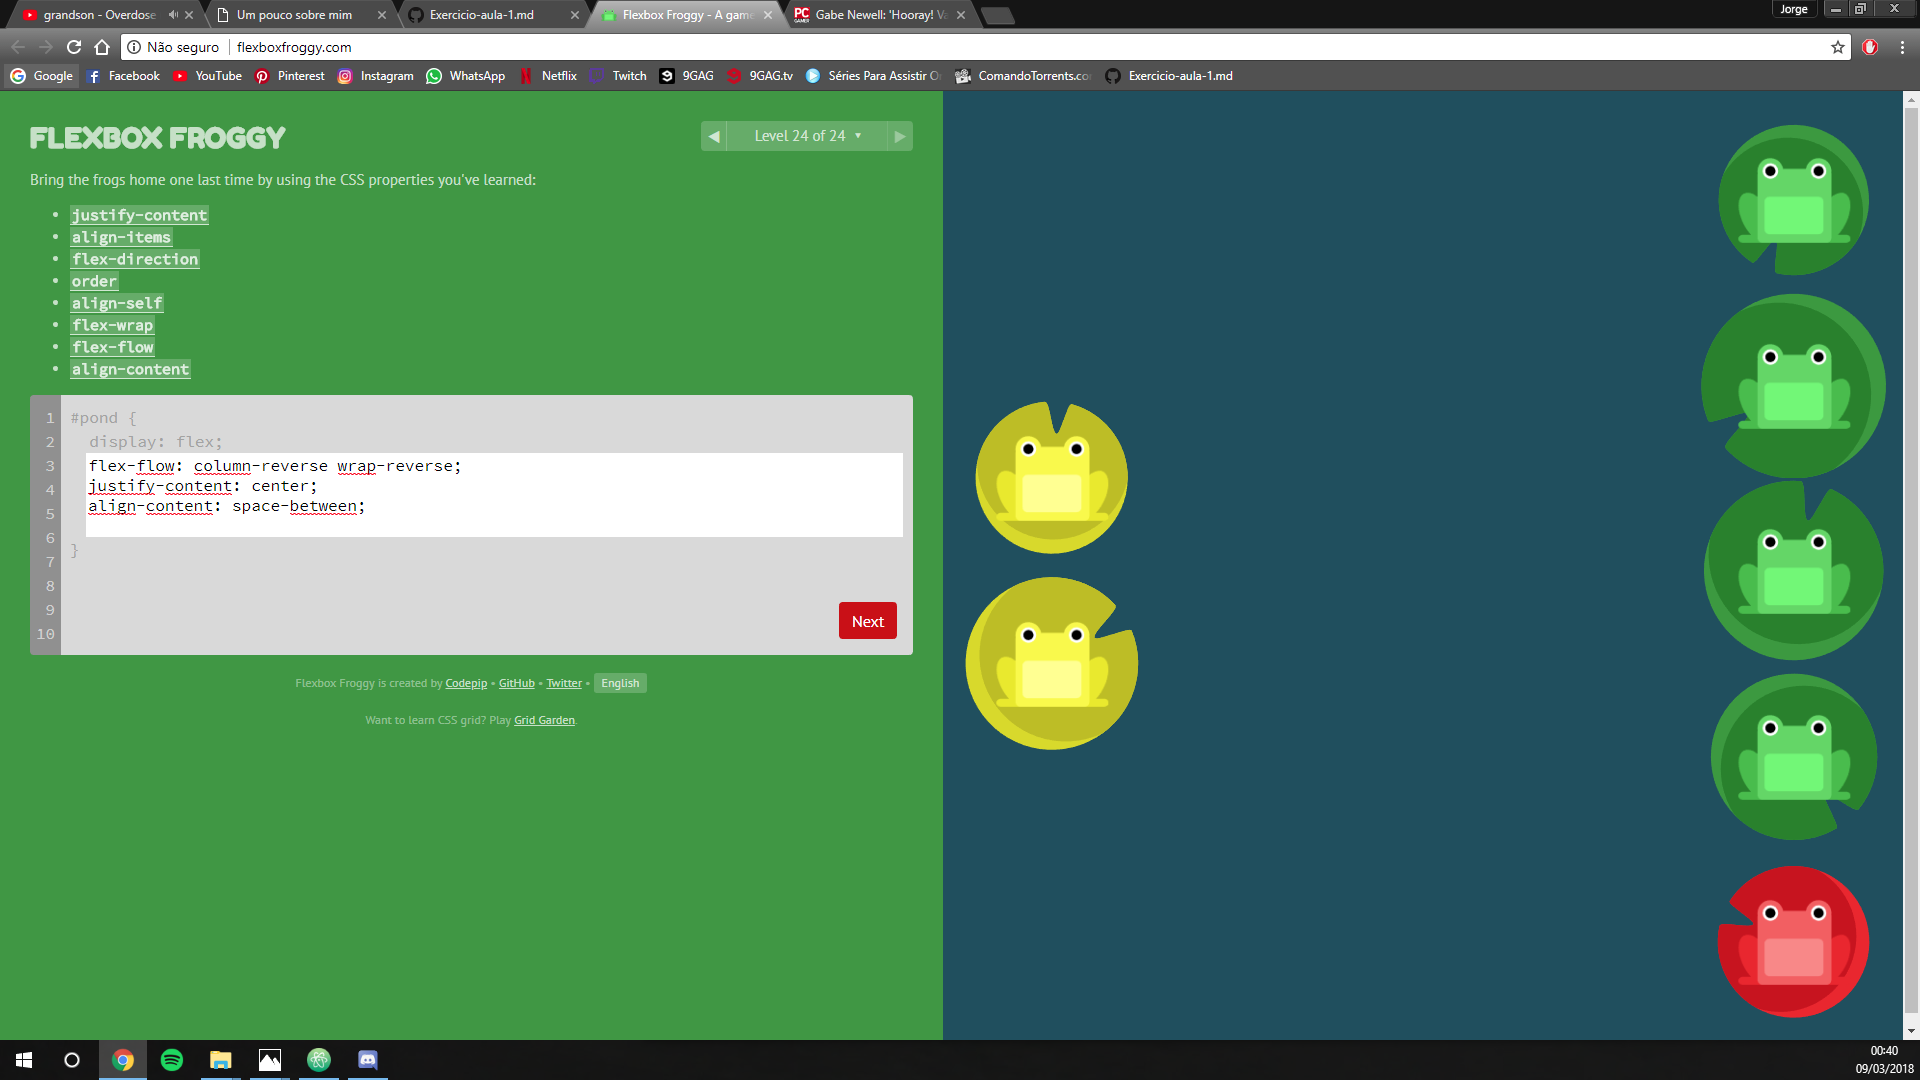 grandson - Overdose
Um pouco sobre mim
Exercicio-aula-1.md
Flexbox Froggy - A game
PC GAMER
Gabe Newell: 'Hooray! Va
Jorge
Não seguro
flexboxfroggy.com
Google
Facebook
YouTube
Pinterest
Instagram
WhatsApp
Netflix
Twitch
9GAG
9GAG.tv
Séries Para Assistir On
ComandoTorrents.co
Exercicio-aula-1.md
FLEXBOX FROGGY
◀ Level 24 of 24 ▾ ▶
Bring the frogs home one last time by using the CSS properties you've learned:
• justify-content
• align-items
• flex-direction
• order
• align-self
• flex-wrap
• flex-flow
• align-content
1 #pond {
2 display: flex;
3 flex-flow: column-reverse wrap-reverse;
4 justify-content: center;
5 align-content: space-between;
6 }
7
8
9
10
Next
Flexbox Froggy is created by Codepip • GitHub • Twitter • English
Want to learn CSS grid? Play Grid Garden.
00:40
09/03/2018